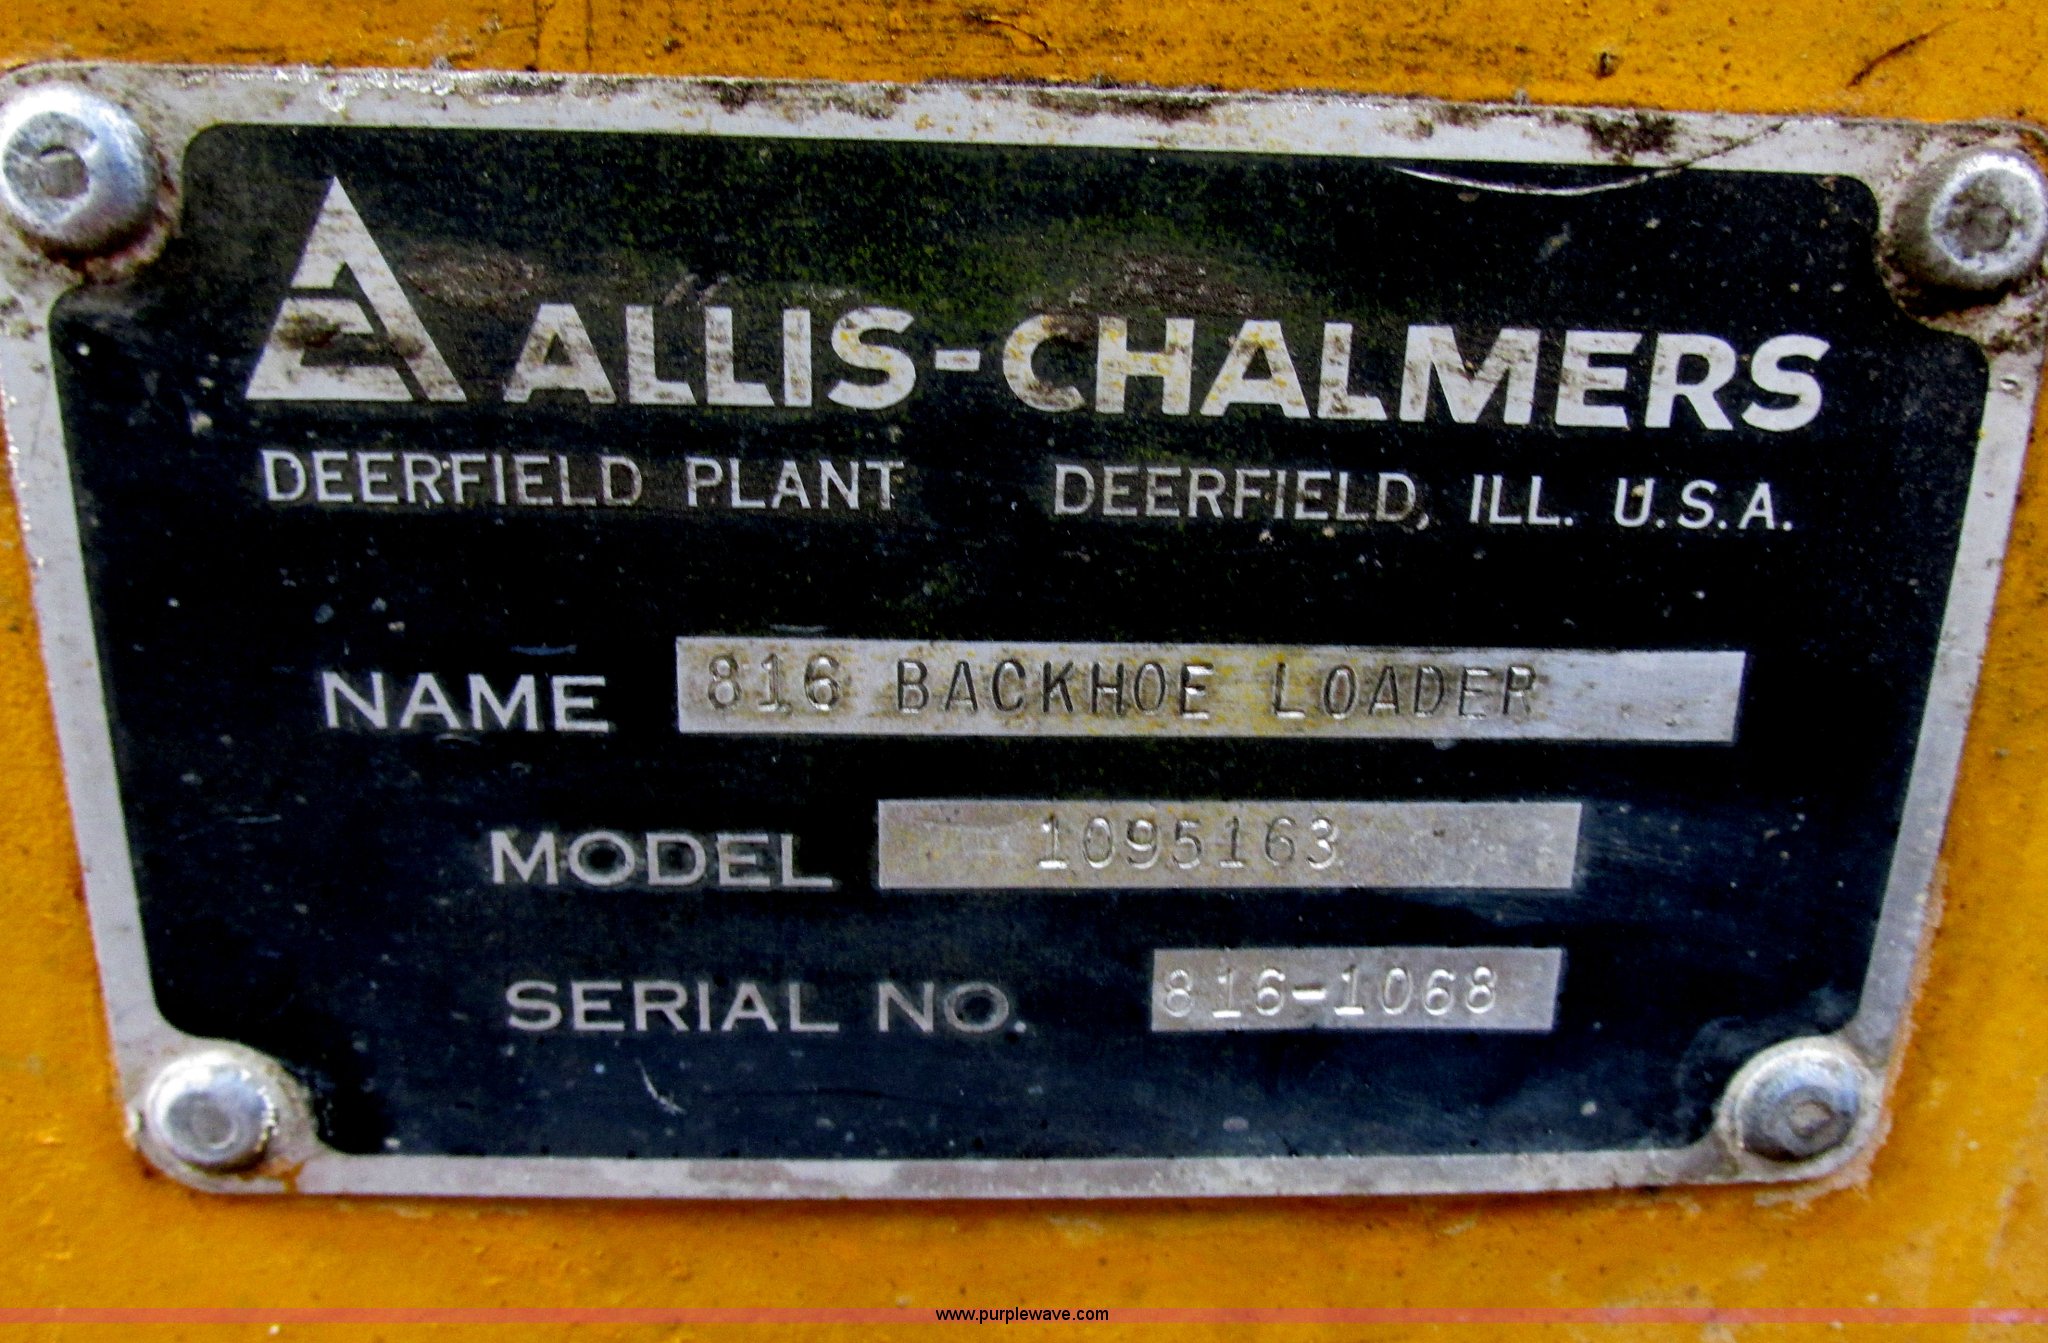 ALLIS-CHALMERS
DEERFIELD PLANT DEERFIELD, ILL. U.S.A.
NAME 816 BACKHOE LOADER
MODEL 1095163
SERIAL NO. 816-1068
www.purplewave.com